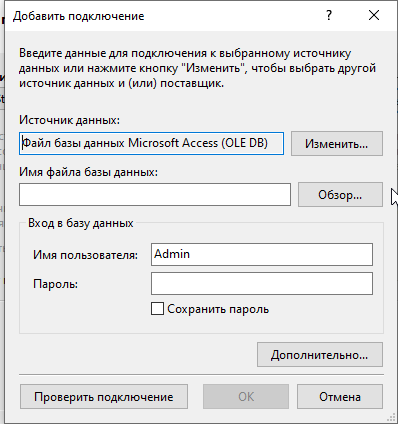 Добавить подключение
Введите данные для подключения к выбранному источнику
данных или нажмите кнопку "Изменить", чтобы выбрать другой
источник данных и (или) поставщик.
Источник данных:
Файл базы данных Microsoft Access (OLE DB)
Изменить...
Имя файла базы данных:
Обзор...
Вход в базу данных
Имя пользователя:
Admin
Пароль:
Сохранить пароль
Дополнительно...
Проверить подключение
ОК
Отмена